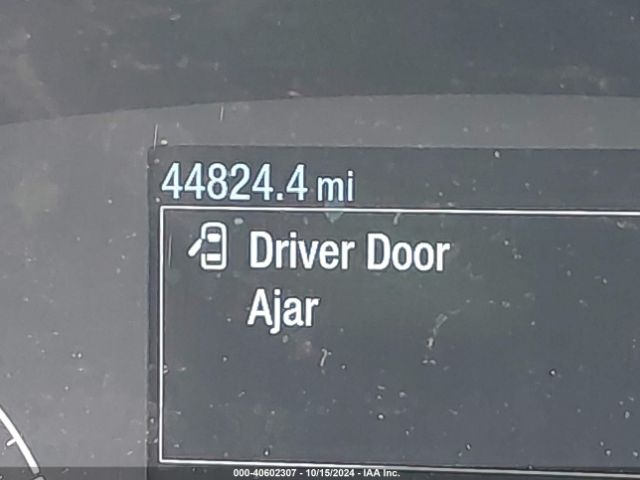 44824.4 mi
Driver Door
Ajar
000-40602307 - 10/15/2024 - IAA Inc.